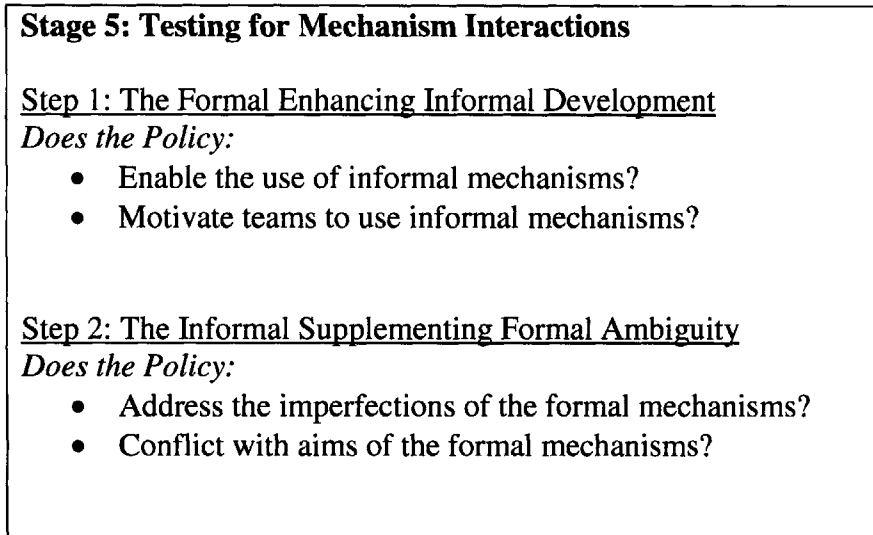 Stage 5: Testing for Mechanism Interactions
Step 1: The Formal Enhancing Informal Development
Does the Policy:
• Enable the use of informal mechanisms?
• Motivate teams to use informal mechanisms?
Step 2: The Informal Supplementing Formal Ambiguity
Does the Policy:
• Address the imperfections of the formal mechanisms?
• Conflict with aims of the formal mechanisms?